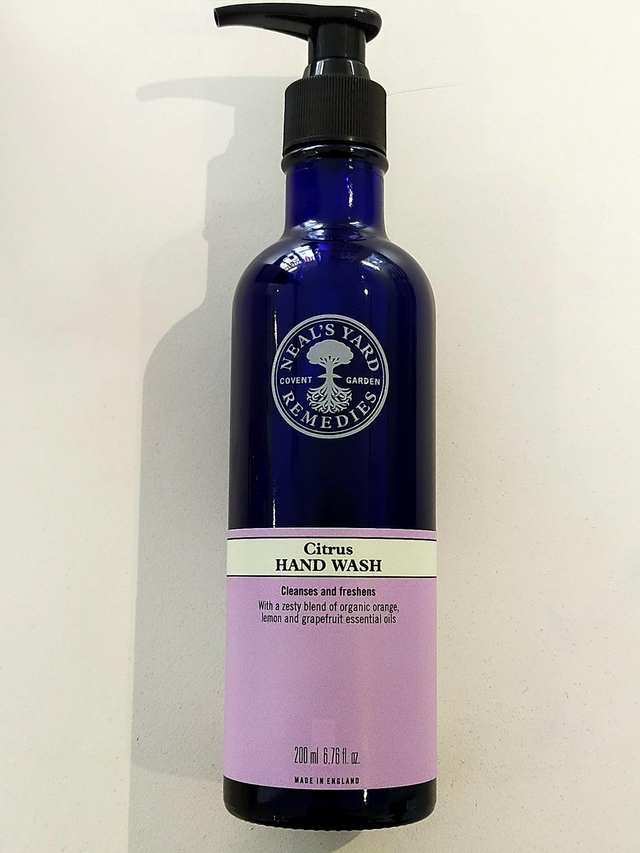 NEAL'S YARD
COVENT GARDEN
REMEDIES
Citrus
HAND WASH
Cleanses and freshens
With a zesty blend of organic orange,
lemon and grapefruit essential oils
200 ml 6.76 fl. oz.
MADE IN ENGLAND